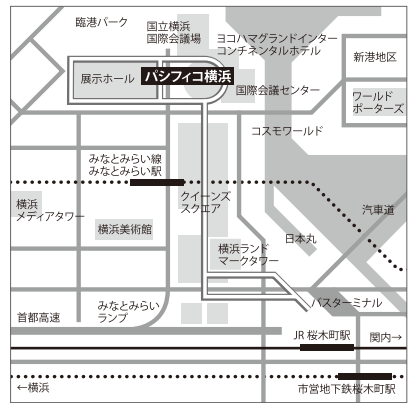 臨港パーク
国立横浜
国際会議場
ヨコハマグランドインター
コンチネンタルホテル
新港地区
展示ホール
パシフィコ横浜
国際会議センター
ワールド
ポーターズ
コスモワールド
みなとみらい線
みなとみらい駅
クイーンズ
スクエア
横浜
メディアタワー
汽車道
横浜美術館
日本丸
横浜ランド
マークタワー
みなとみらい
ランプ
バスターミナル
首都高速
JR 桜木町駅
関内→
←横浜
市営地下鉄桜木町駅